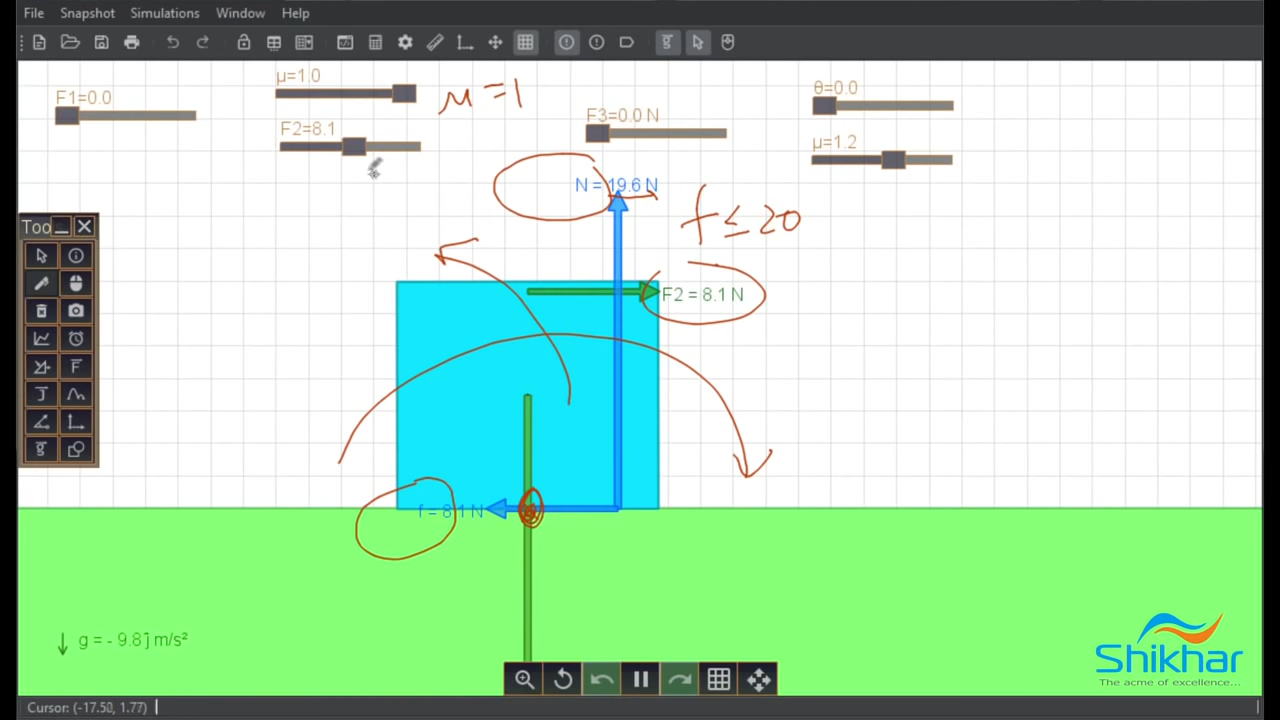 File Snapshot Simulations Window Help
μ=1.0
F1=0.0
μ=1
θ=0.0
F3=0.0 N
F2=8.1
μ=1.2
N = 19.6 N
f ≤ 20
Too
F2 = 8.1 N
f = 8.1 N
g = - 9.8 ĵ m/s²
Shikhar
The acme of excellence...
Cursor: (-17.50, 1.77)